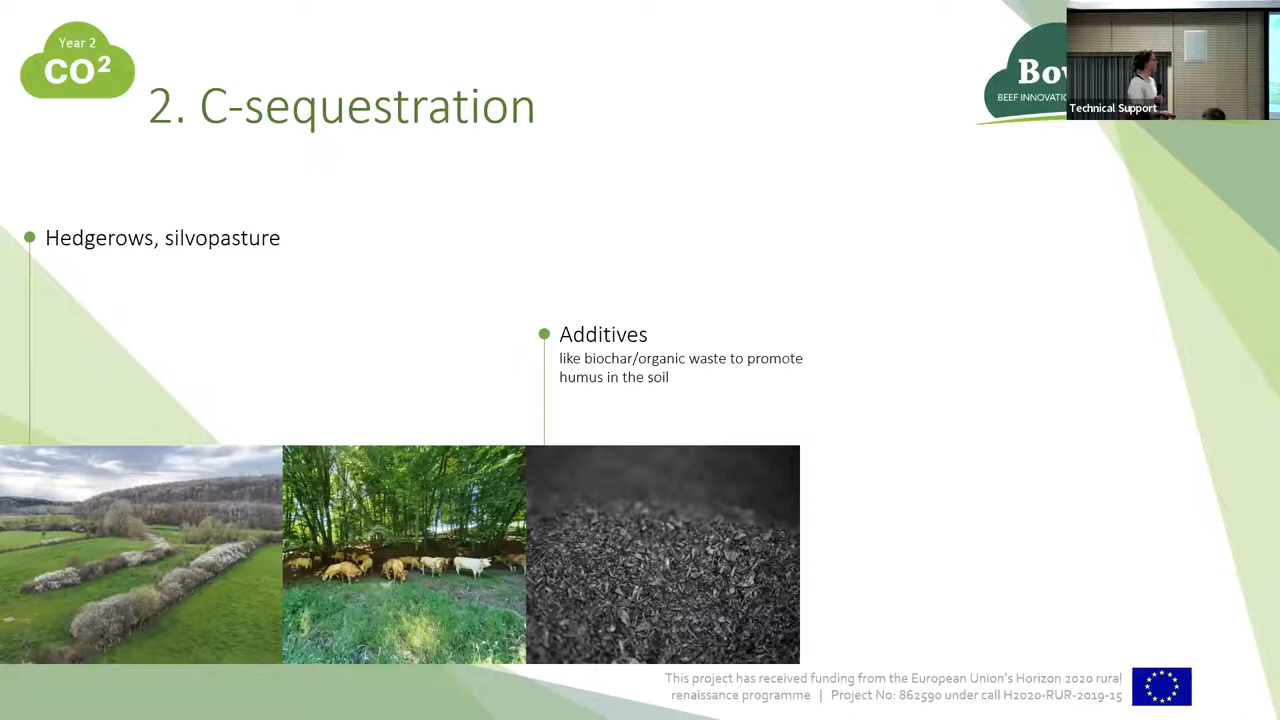 Year 2
CO²
2. C-sequestration
BEEF
Technical Support
Hedgerows, silvopasture
Additives
like biochar/organic waste to promote
humus in the soil
This project has received funding from the European Union's Horizon 2020 rural
renaissance programme | Project No: 862590 under call H2020-RUR-2019-15